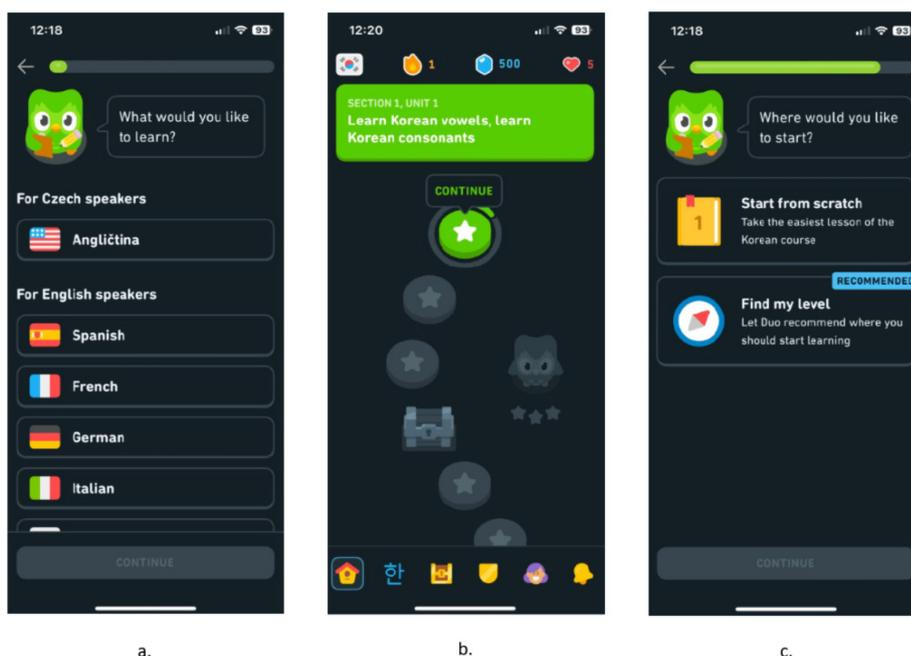 12:18
93
What would you like
to learn?
For Czech speakers
Angličtina
For English speakers
Spanish
French
German
Italian
CONTINUE
a.
12:20
93
1
500
5
SECTION 1, UNIT 1
Learn Korean vowels, learn
Korean consonants
CONTINUE
한
b.
12:18
93
Where would you like
to start?
1
Start from scratch
Take the easiest lesson of the
Korean course
RECOMMENDED
Find my level
Let Duo recommend where you
should start learning
CONTINUE
c.